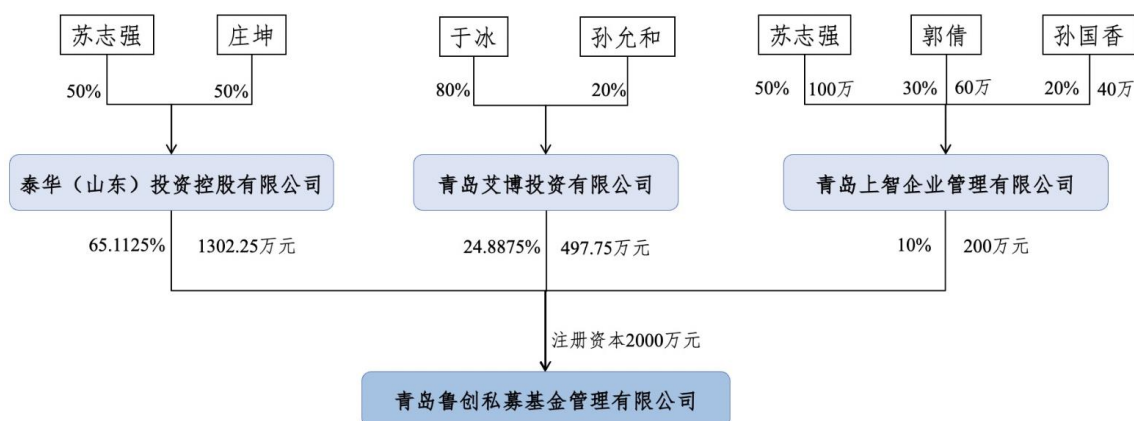 苏志强 庄坤 于冰 孙允和 苏志强 郭倩 孙国香
50% 50% 80% 20% 50% 100万 30% 60万 20% 40万
泰华（山东）投资控股有限公司 青岛艾博投资有限公司 青岛上智企业管理有限公司
65.1125% 1302.25万元 24.8875% 497.75万元 10% 200万元
注册资本2000万元
青岛鲁创私募基金管理有限公司